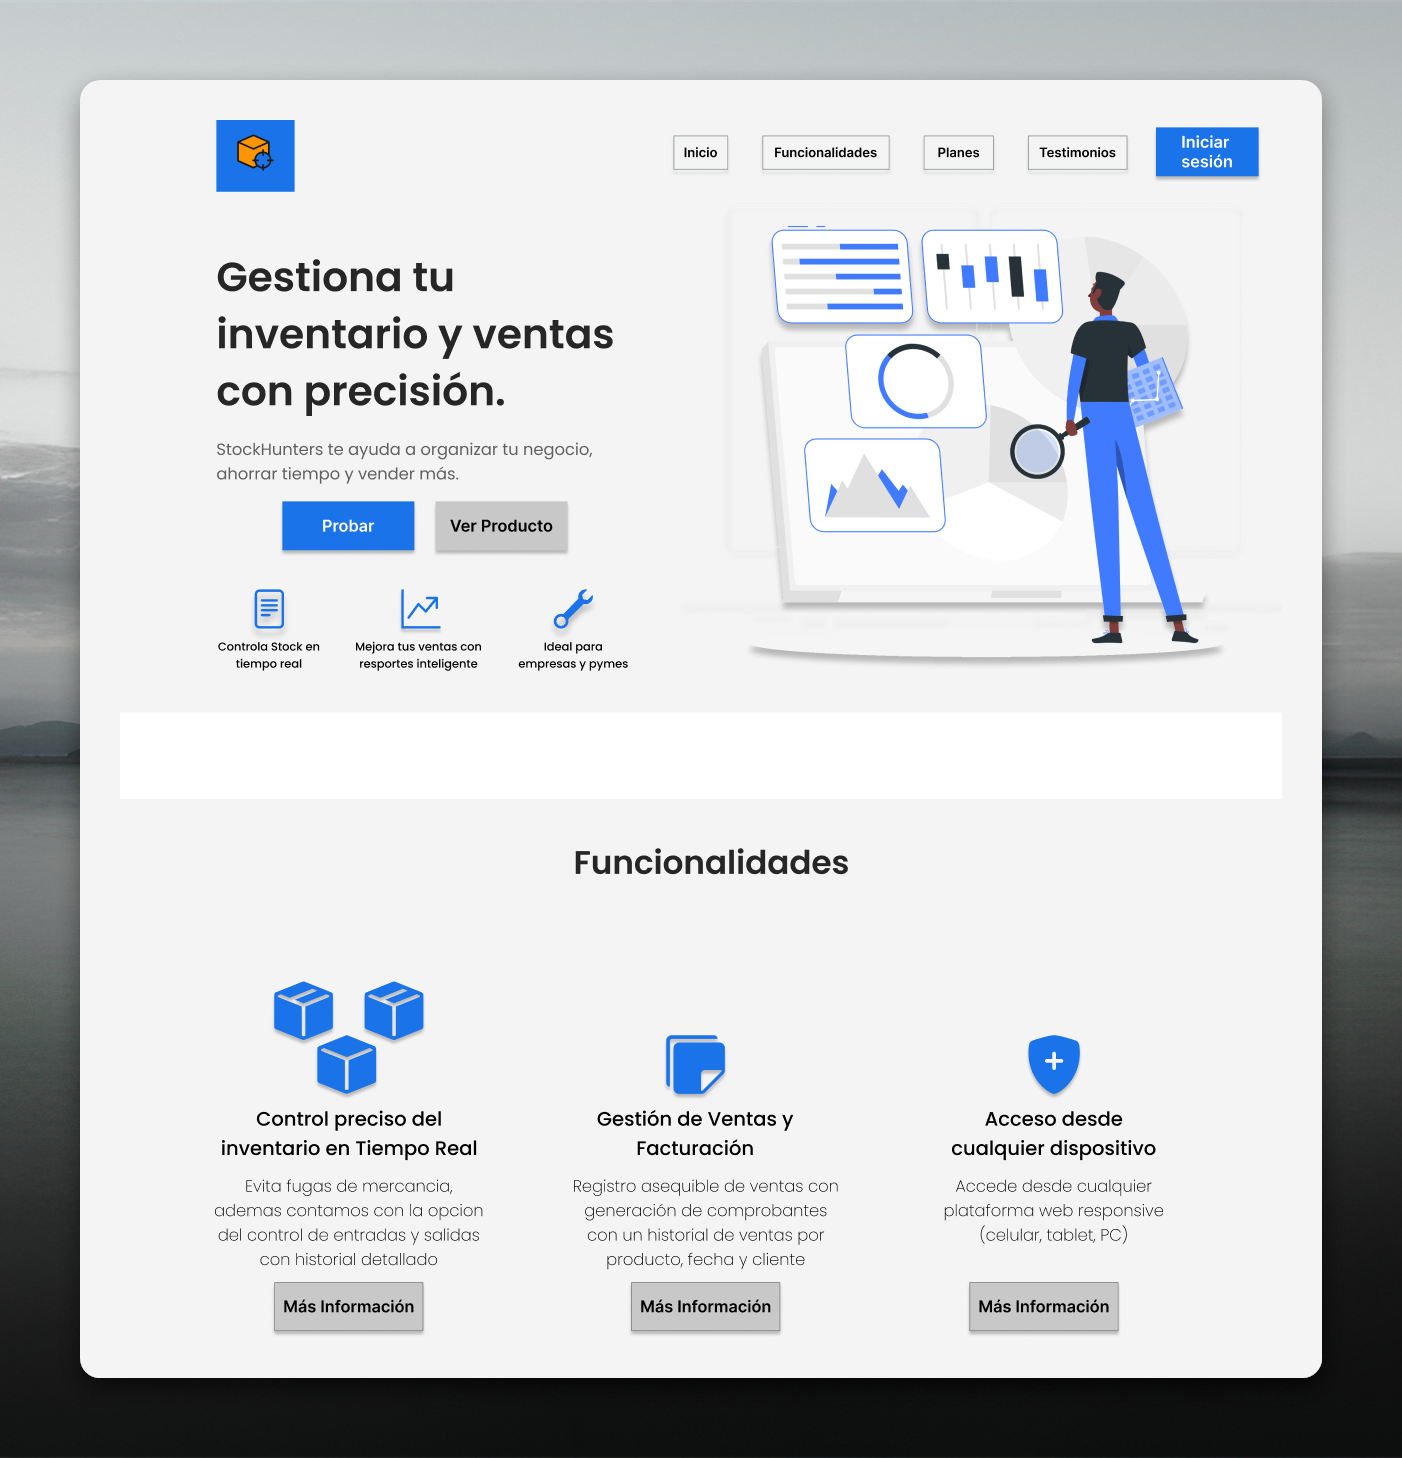 Inicio
Funcionalidades
Planes
Testimonios
Iniciar
sesión
Gestiona tu
inventario y ventas
con precisión.
StockHunters te ayuda a organizar tu negocio,
ahorrar tiempo y vender más.
Probar
Ver Producto
Controla Stock en
tiempo real
Mejora tus ventas con
resportes inteligente
Ideal para
empresas y pymes
Funcionalidades
Control preciso del
inventario en Tiempo Real
Evita fugas de mercancia,
ademas contamos con la opcion
del control de entradas y salidas
con historial detallado
Más Información
Gestión de Ventas y
Facturación
Registro asequible de ventas con
generación de comprobantes
con un historial de ventas por
producto, fecha y cliente
Más Información
Acceso desde
cualquier dispositivo
Accede desde cualquier
plataforma web responsive
(celular, tablet, PC)
Más Información